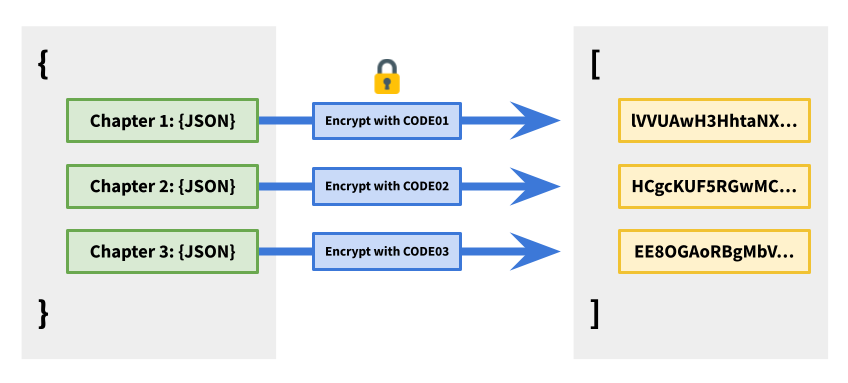 {
[
Chapter 1: {JSON}
Encrypt with CODE01
lVVUAwH3HhtaNX...
Chapter 2: {JSON}
Encrypt with CODE02
HCgcKUF5RGwMC...
Chapter 3: {JSON}
Encrypt with CODE03
EE8OGAoRBgMbV...
}
]